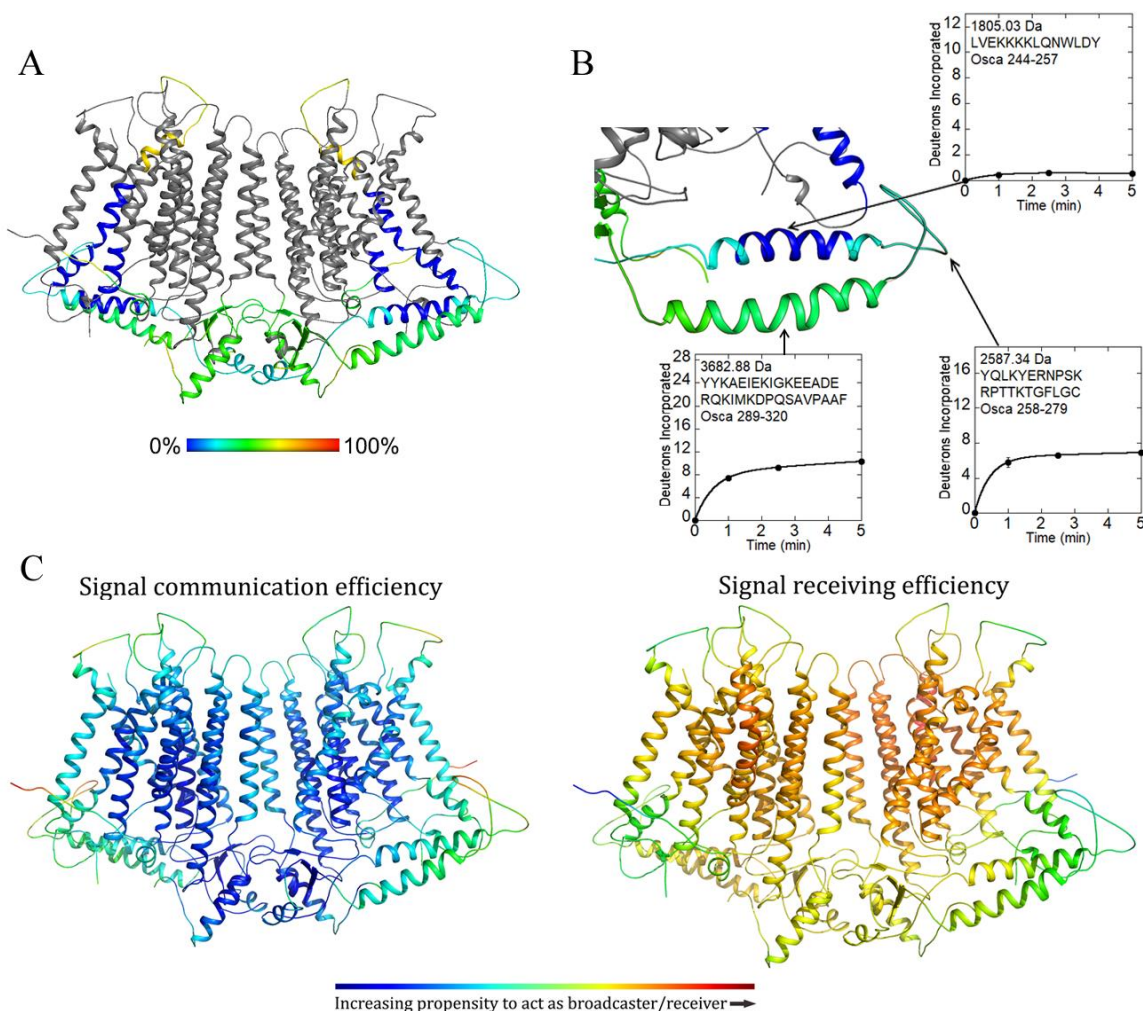 A
0%
100%
B
1805.03 Da
LVEKKKKLQNWLDY
Osca 244-257
Deuterons Incorporated
12
10
8
6
4
2
0
0 1 2 3 4 5
Time (min)
3682.88 Da
YYKAEIEKIGKEEADE
RQKIMKDPQSAVPAAF
Osca 289-320
Deuterons Incorporated
28
24
20
16
12
8
4
0
0 1 2 3 4 5
Time (min)
2587.34 Da
YQLKYERNPSK
RPTTKTGFLGC
Osca 258-279
Deuterons Incorporated
16
12
8
4
0
0 1 2 3 4 5
Time (min)
C
Signal communication efficiency
Signal receiving efficiency
Increasing propensity to act as broadcaster/receiver